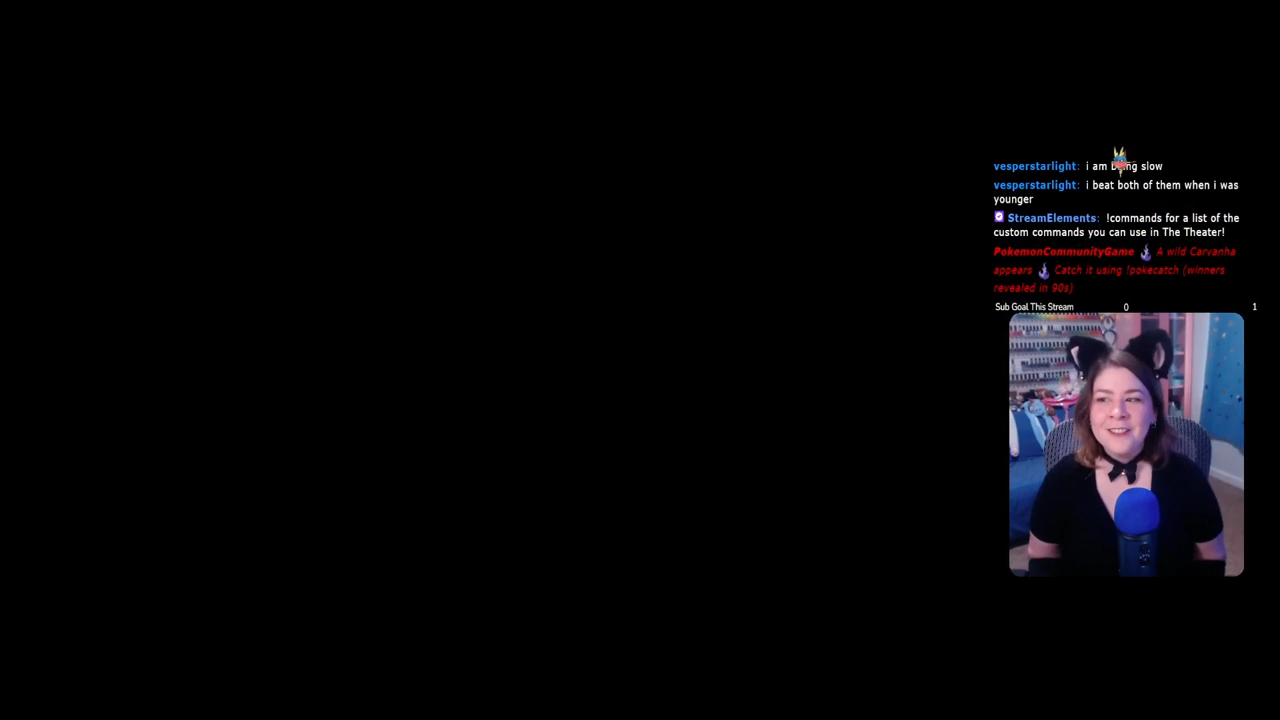 vesperstarlight: i am being slow
vesperstarlight: i beat both of them when i was
younger
StreamElements: !commands for a list of the
custom commands you can use in The Theater!
PokemonCommunityGame A wild Carvanha
appears Catch it using !pokecatch (winners
revealed in 90s)
Sub Goal This Stream 0 1